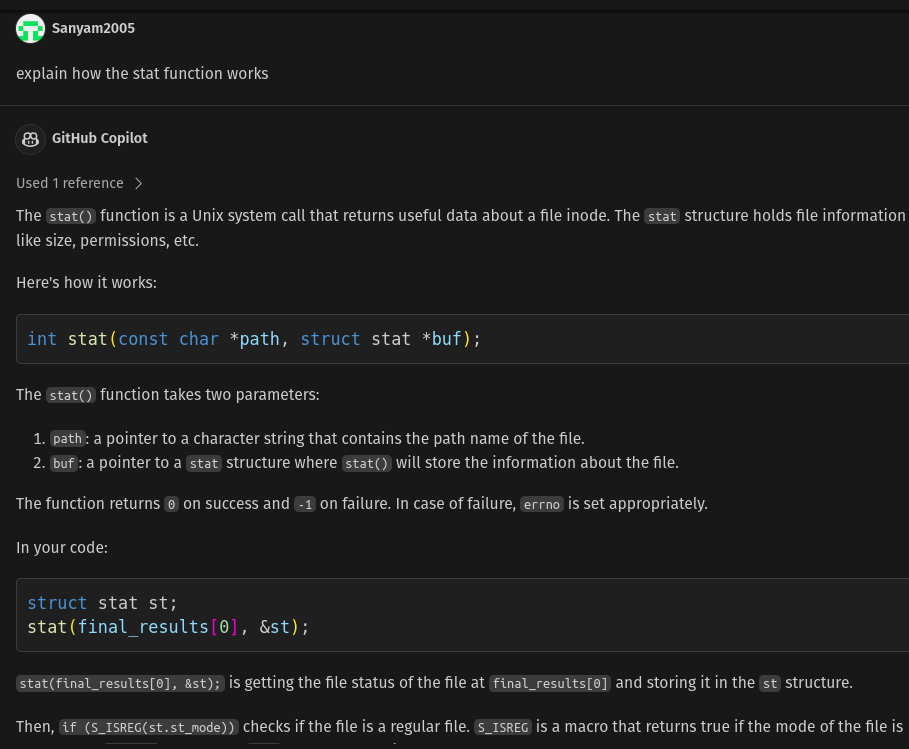 Sanyam2005
explain how the stat function works
GitHub Copilot
Used 1 reference
The stat() function is a Unix system call that returns useful data about a file inode. The stat structure holds file information
like size, permissions, etc.
Here's how it works:
int stat(const char *path, struct stat *buf);
The stat() function takes two parameters:
1. path: a pointer to a character string that contains the path name of the file.
2. buf: a pointer to a stat structure where stat() will store the information about the file.
The function returns 0 on success and -1 on failure. In case of failure, errno is set appropriately.
In your code:
struct stat st;
stat(final_results[0], &st);
stat(final_results[0], &st); is getting the file status of the file at final_results[0] and storing it in the st structure.
Then, if (S_ISREG(st.st_mode)) checks if the file is a regular file. S_ISREG is a macro that returns true if the mode of the file is